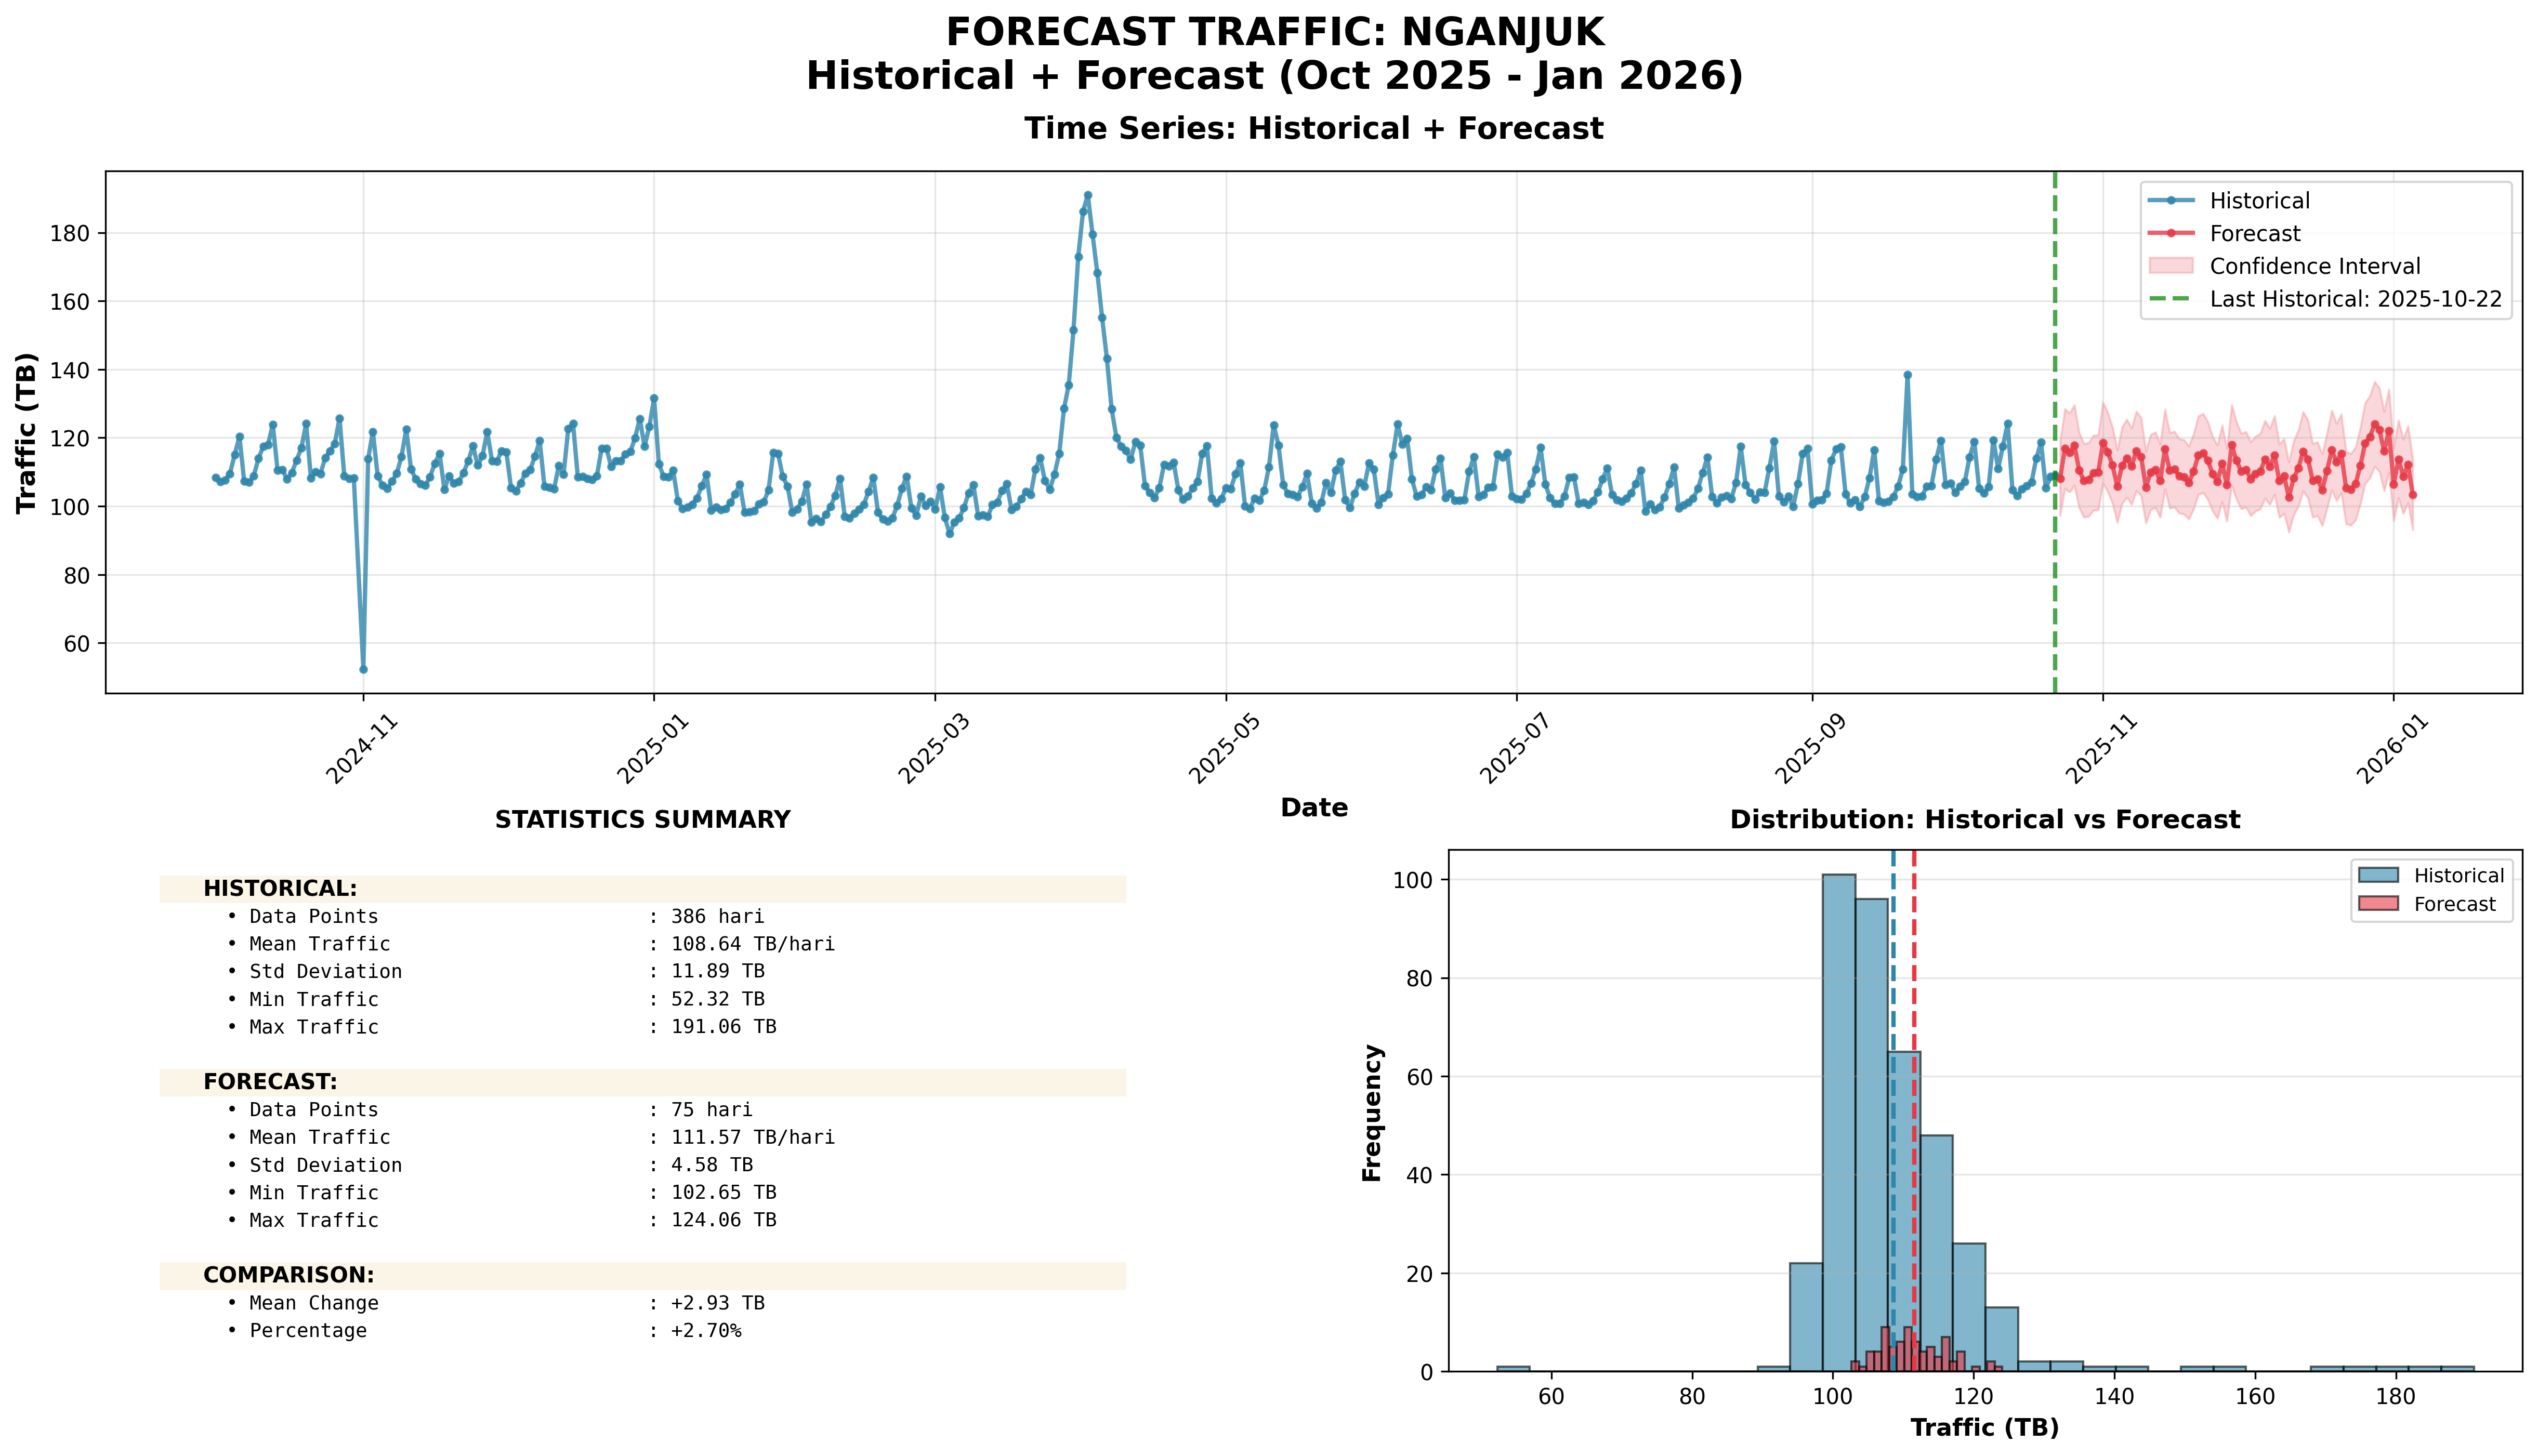 FORECAST TRAFFIC: NGANJUK
Historical + Forecast (Oct 2025 - Jan 2026)
Time Series: Historical + Forecast
Traffic (TB)
180
160
140
120
100
80
60
Historical
Forecast
Confidence Interval
Last Historical: 2025-10-22
2024-11
2025-01
2025-03
2025-05
2025-07
2025-09
2025-11
2026-01
Date
STATISTICS SUMMARY
HISTORICAL:
• Data Points : 386 hari
• Mean Traffic : 108.64 TB/hari
• Std Deviation : 11.89 TB
• Min Traffic : 52.32 TB
• Max Traffic : 191.06 TB
FORECAST:
• Data Points : 75 hari
• Mean Traffic : 111.57 TB/hari
• Std Deviation : 4.58 TB
• Min Traffic : 102.65 TB
• Max Traffic : 124.06 TB
COMPARISON:
• Mean Change : +2.93 TB
• Percentage : +2.70%
Distribution: Historical vs Forecast
Frequency
100
80
60
40
20
0
Historical
Forecast
60
80
100
120
140
160
180
Traffic (TB)